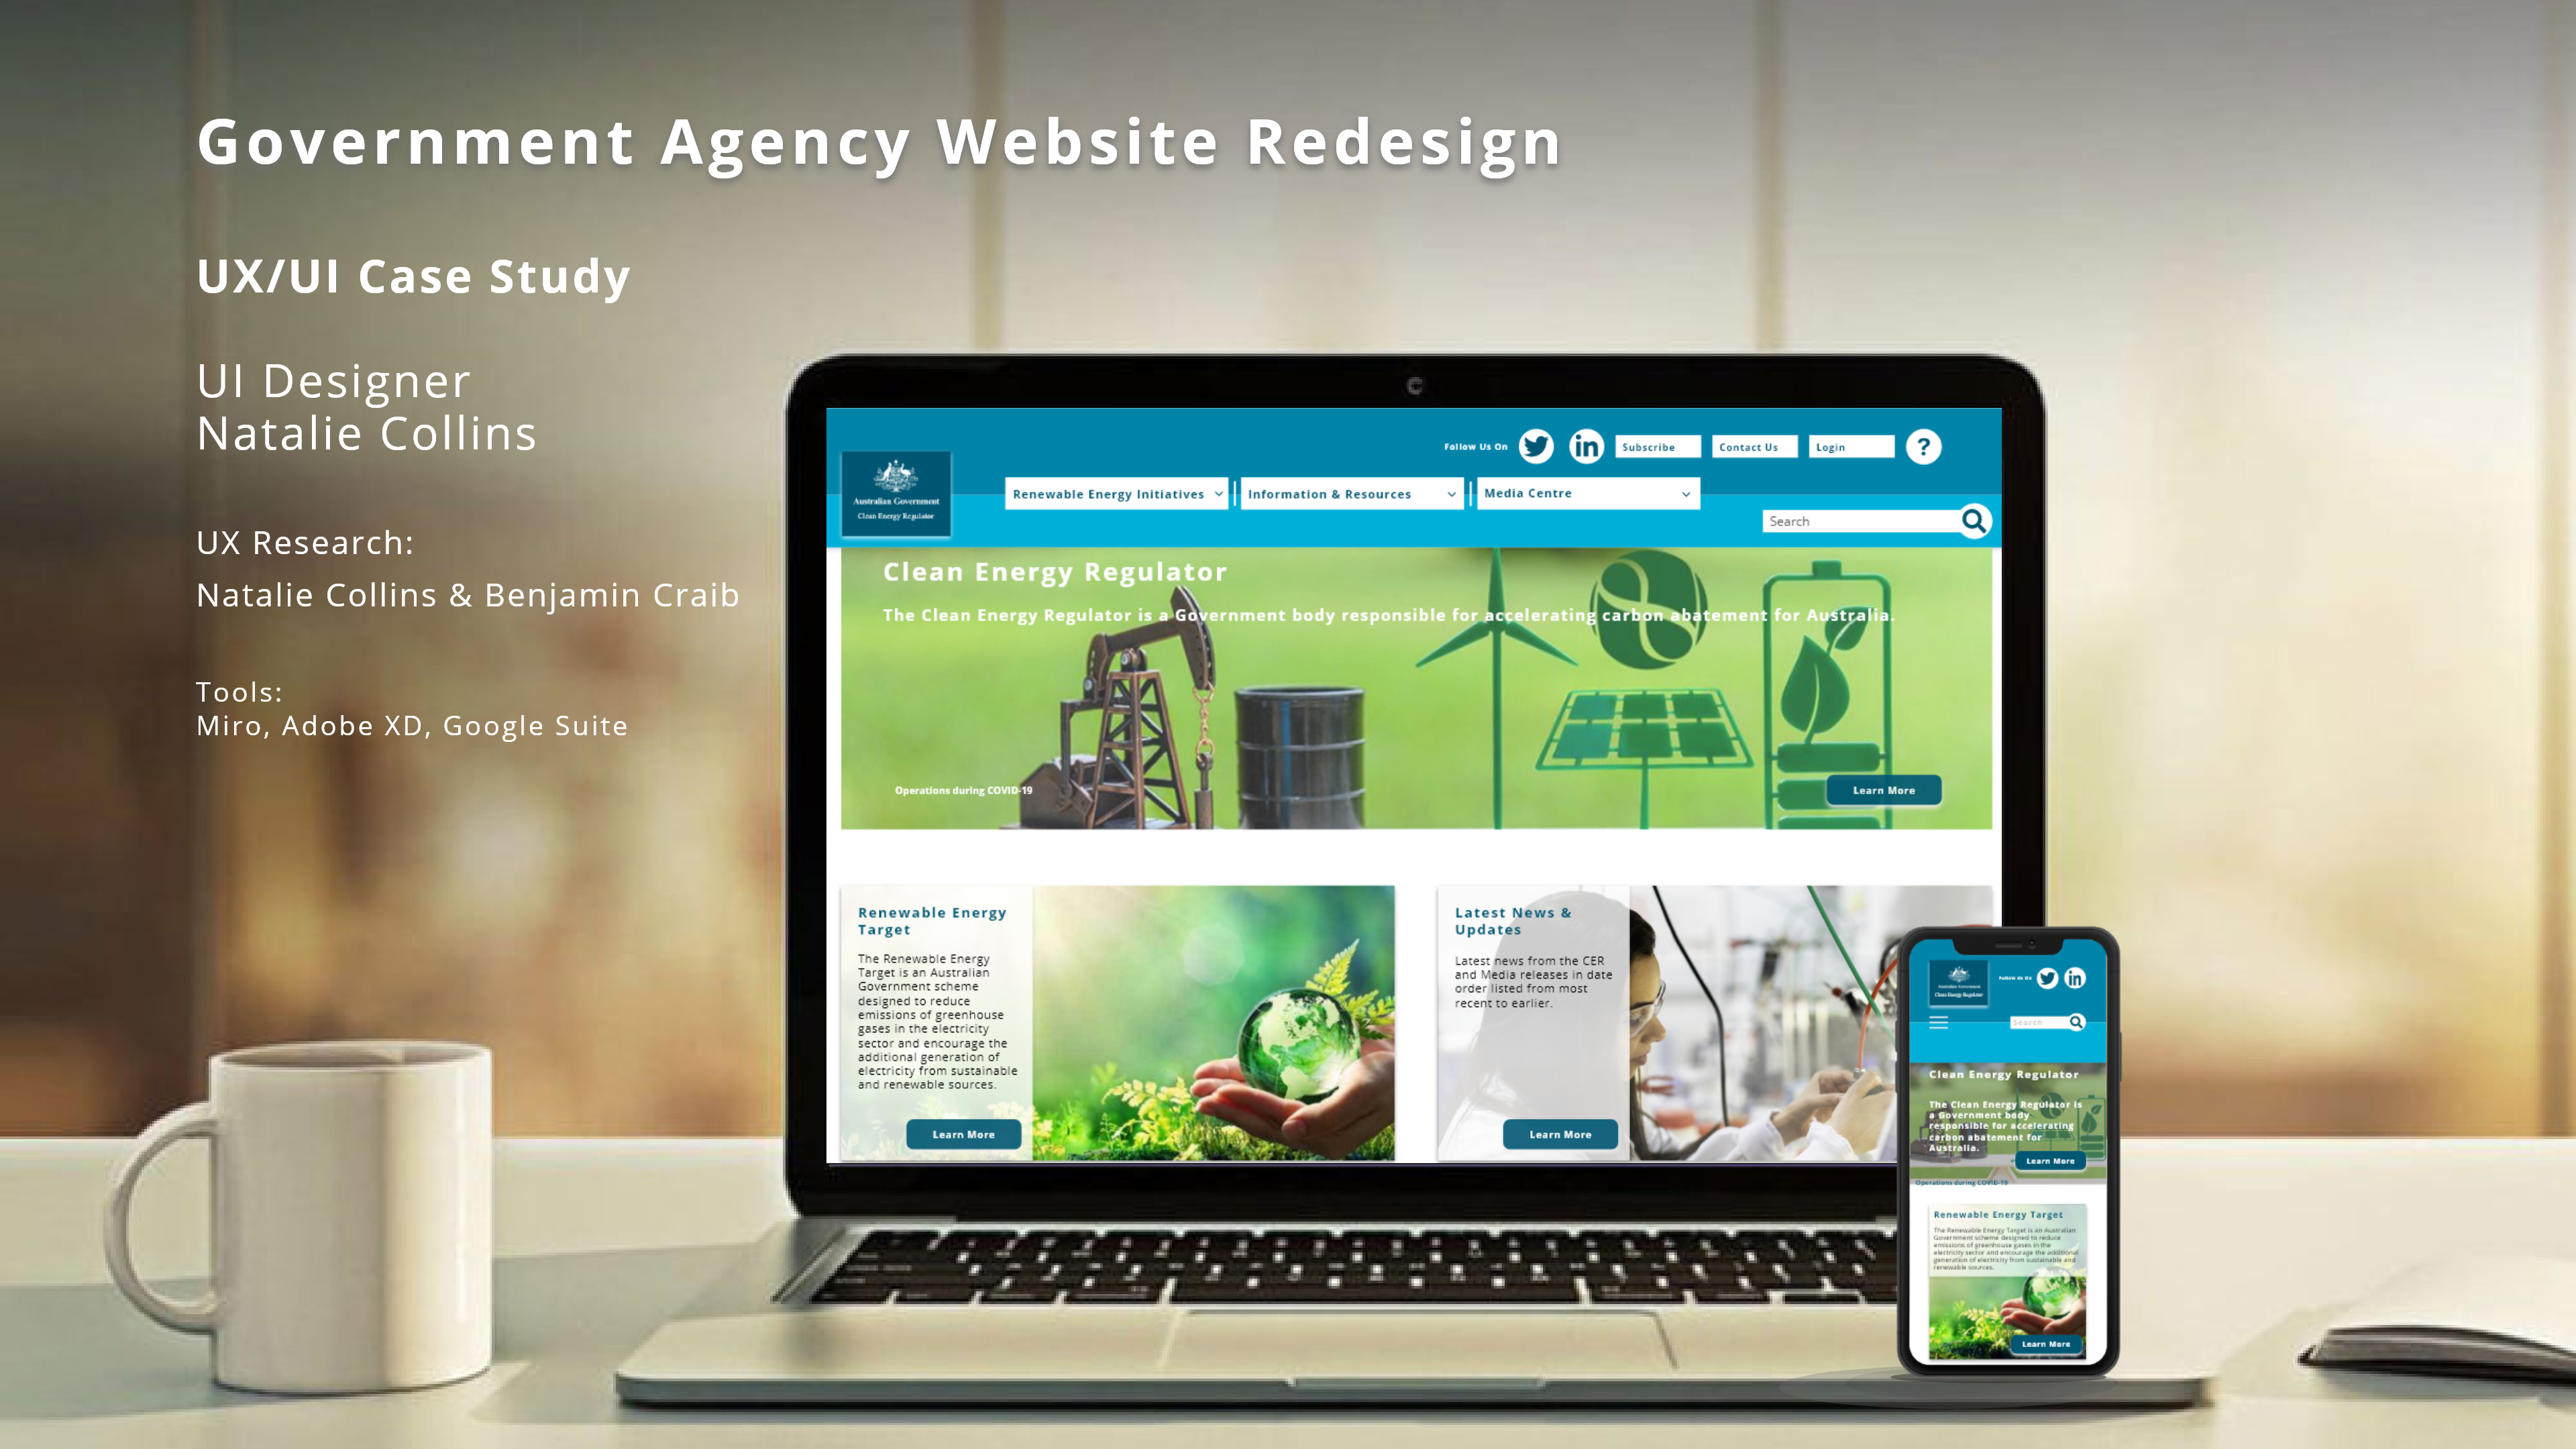 Government Agency Website Redesign
UX/UI Case Study
UI Designer
Natalie Collins
UX Research:
Natalie Collins & Benjamin Craib
Tools:
Miro, Adobe XD, Google Suite
Follow Us On
Subscribe
Contact Us
Login
?
Australian Government
Clean Energy Regulator
Renewable Energy Initiatives
Information & Resources
Media Centre
Search
Clean Energy Regulator
The Clean Energy Regulator is a Government body responsible for accelerating carbon abatement for Australia.
Operations during COVID-19
Learn More
Renewable Energy
Target
The Renewable Energy
Target is an Australian
Government scheme
designed to reduce
emissions of greenhouse
gases in the electricity
sector and encourage the
additional generation of
electricity from sustainable
and renewable sources.
Learn More
Latest News &
Updates
Latest news from the CER
and Media releases in date
order listed from most
recent to earlier.
Learn More
Australian Government
Clean Energy Regulator
Follow Us On
Search
Clean Energy Regulator
The Clean Energy Regulator is
a Government body
responsible for accelerating
carbon abatement for
Australia.
Learn More
Operations during COVID-19
Renewable Energy Target
The Renewable Energy Target is an Australian
Government scheme designed to reduce
emissions of greenhouse gases in the
electricity sector and encourage the additional
generation of electricity from sustainable and
renewable sources.
Learn More